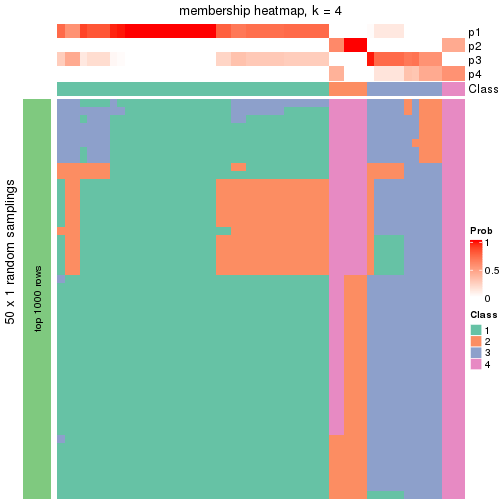 membership heatmap, k = 4
p1
p2
p3
p4
Class
50 x 1 random samplings
top 1000 rows
Prob
1
0.5
0
Class
1
2
3
4